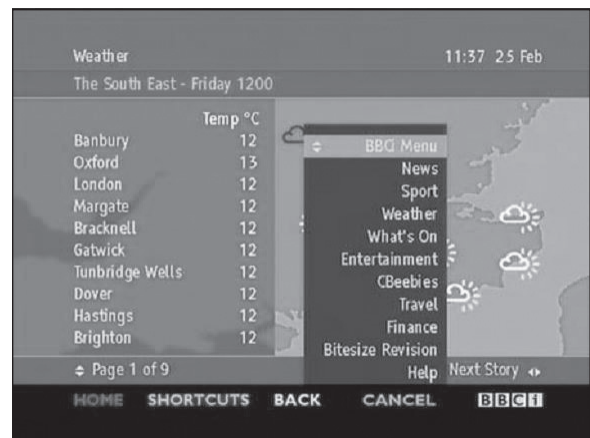 Weather 11:37 25 Feb
The South East - Friday 1200
Temp °C
Banbury 12
Oxford 13
London 12
Margate 12
Bracknell 12
Gatwick 12
Tunbridge Wells 12
Dover 12
Hastings 12
Brighton 12
BBCi Menu
News
Sport
Weather
What's On
Entertainment
CBeebies
Travel
Finance
Bitesize Revision
Help
Page 1 of 9 Next Story
HOME SHORTCUTS BACK CANCEL BBCi